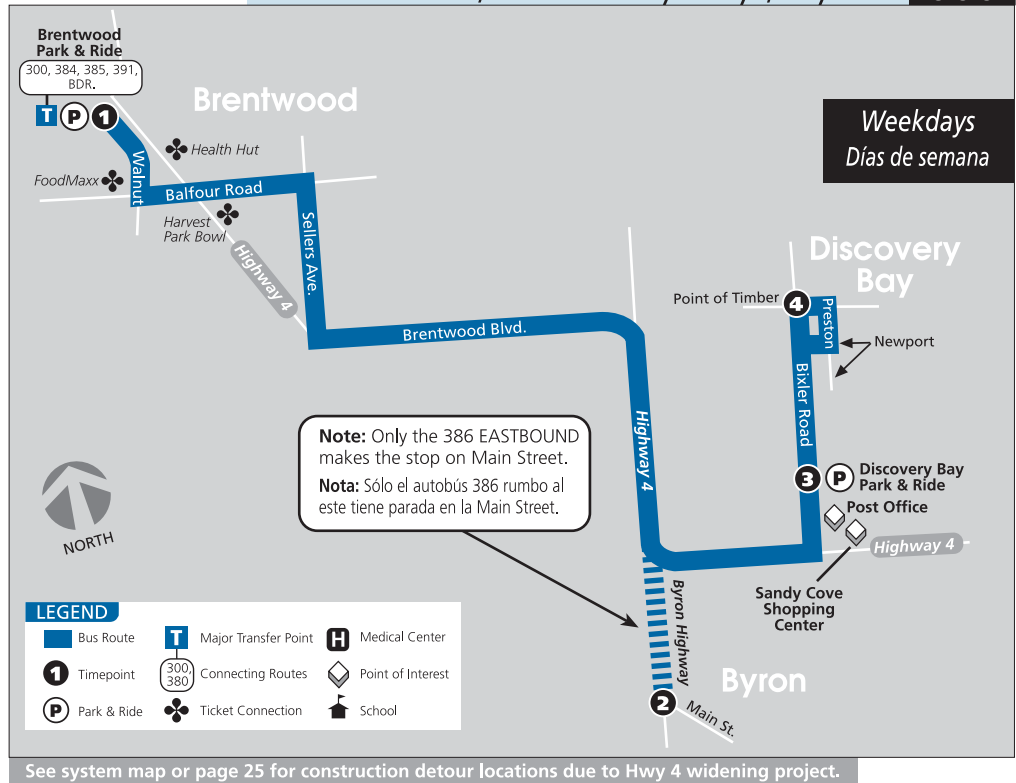 Brentwood
Park & Ride
300, 384, 385, 391,
BDR.
T
P
1
Brentwood
Weekdays
Días de semana
Health Hut
FoodMaxx
Walnut
Balfour Road
Harvest
Park Bowl
Highway 4
Sellers Ave.
Brentwood Blvd.
Discovery
Bay
Point of Timber
4
Preston
Newport
Bixler Road
Highway 4
3
P
Discovery Bay
Park & Ride
Post Office
Highway 4
Sandy Cove
Shopping
Center
Note: Only the 386 EASTBOUND
makes the stop on Main Street.
Nota: Sólo el autobús 386 rumbo al
este tiene parada en la Main Street.
NORTH
Byron Highway
Byron
2
Main St.
LEGEND
Bus Route
T
Major Transfer Point
H
Medical Center
1
Timepoint
300,
380
Connecting Routes
Point of Interest
P
Park & Ride
Ticket Connection
School
See system map or page 25 for construction detour locations due to Hwy 4 widening project.